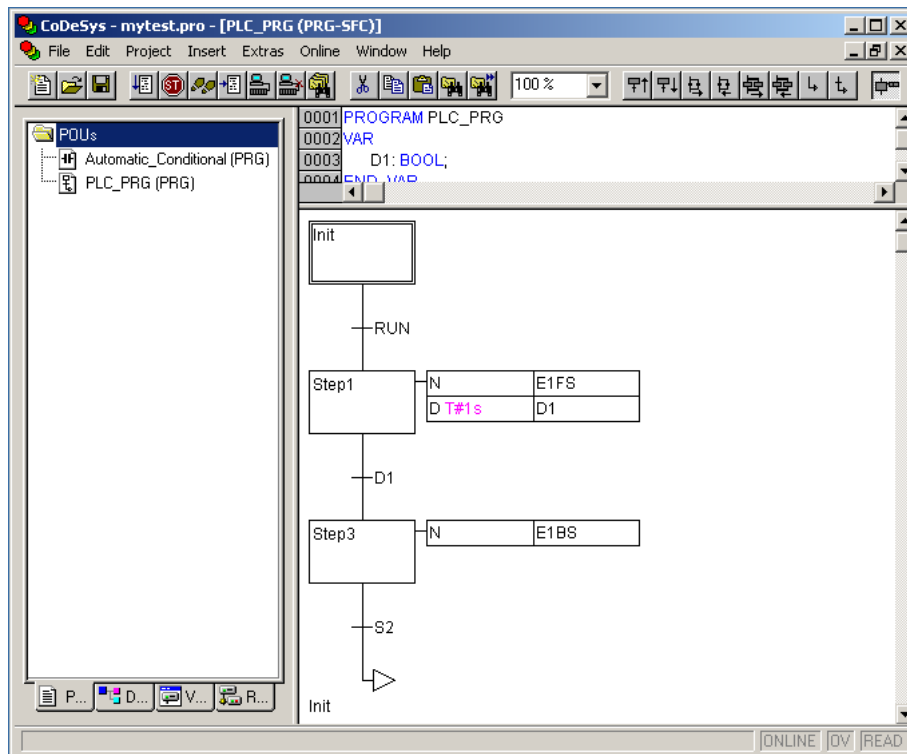 CoDeSys - mytest.pro - [PLC_PRG (PRG-SFC)]
File Edit Project Insert Extras Online Window Help
100 %
POUs
Automatic_Conditional (PRG)
PLC_PRG (PRG)
0001 PROGRAM PLC_PRG
0002 VAR
0003 D1: BOOL;
0004 END_VAR
Init
RUN
Step1
N E1FS
D T#1s D1
D1
Step3
N E1BS
S2
Init
P... D... V... R...
ONLINE OV READ